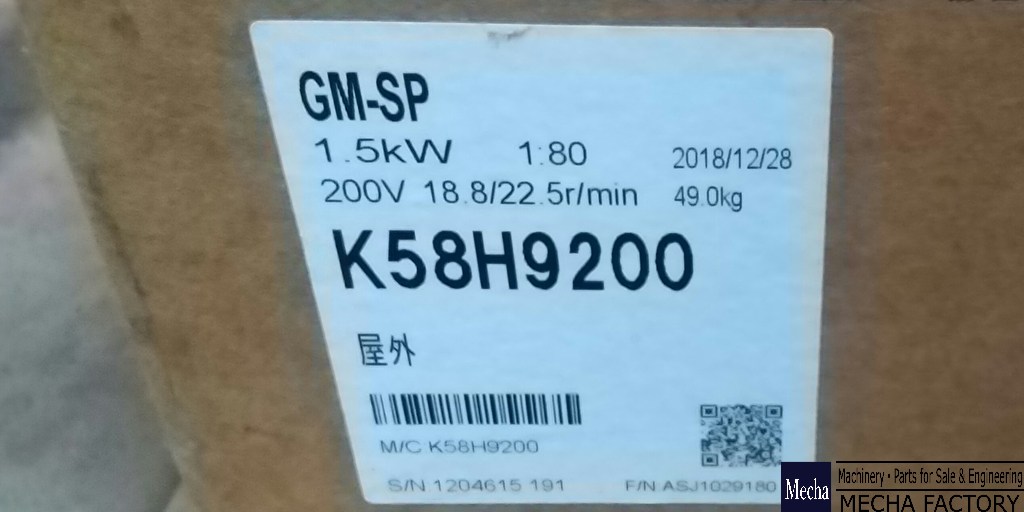 GM-SP
1.5kW 1:80 2018/12/28
200V 18.8/22.5r/min 49.0kg
K58H9200
屋外
M/C K58H9200
S/N 1204615 191 F/N ASJ1029180
Mecha
Machinery • Parts for Sale & Engineering
MECHA FACTORY